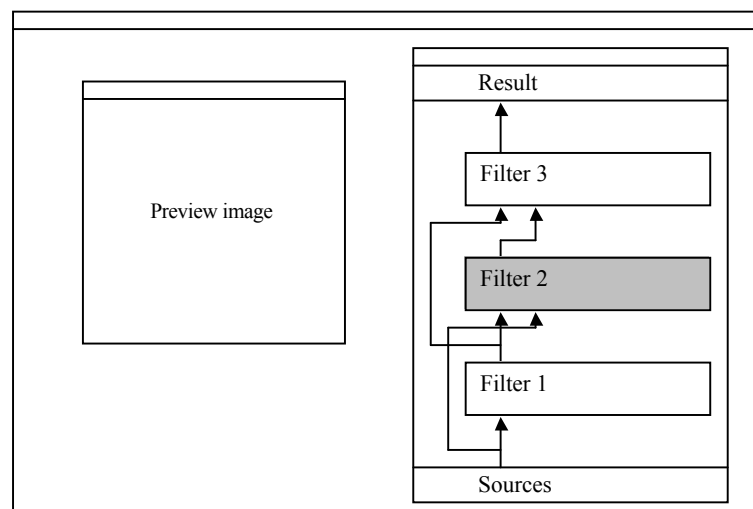 Preview image
Result
Filter 3
Filter 2
Filter 1
Sources